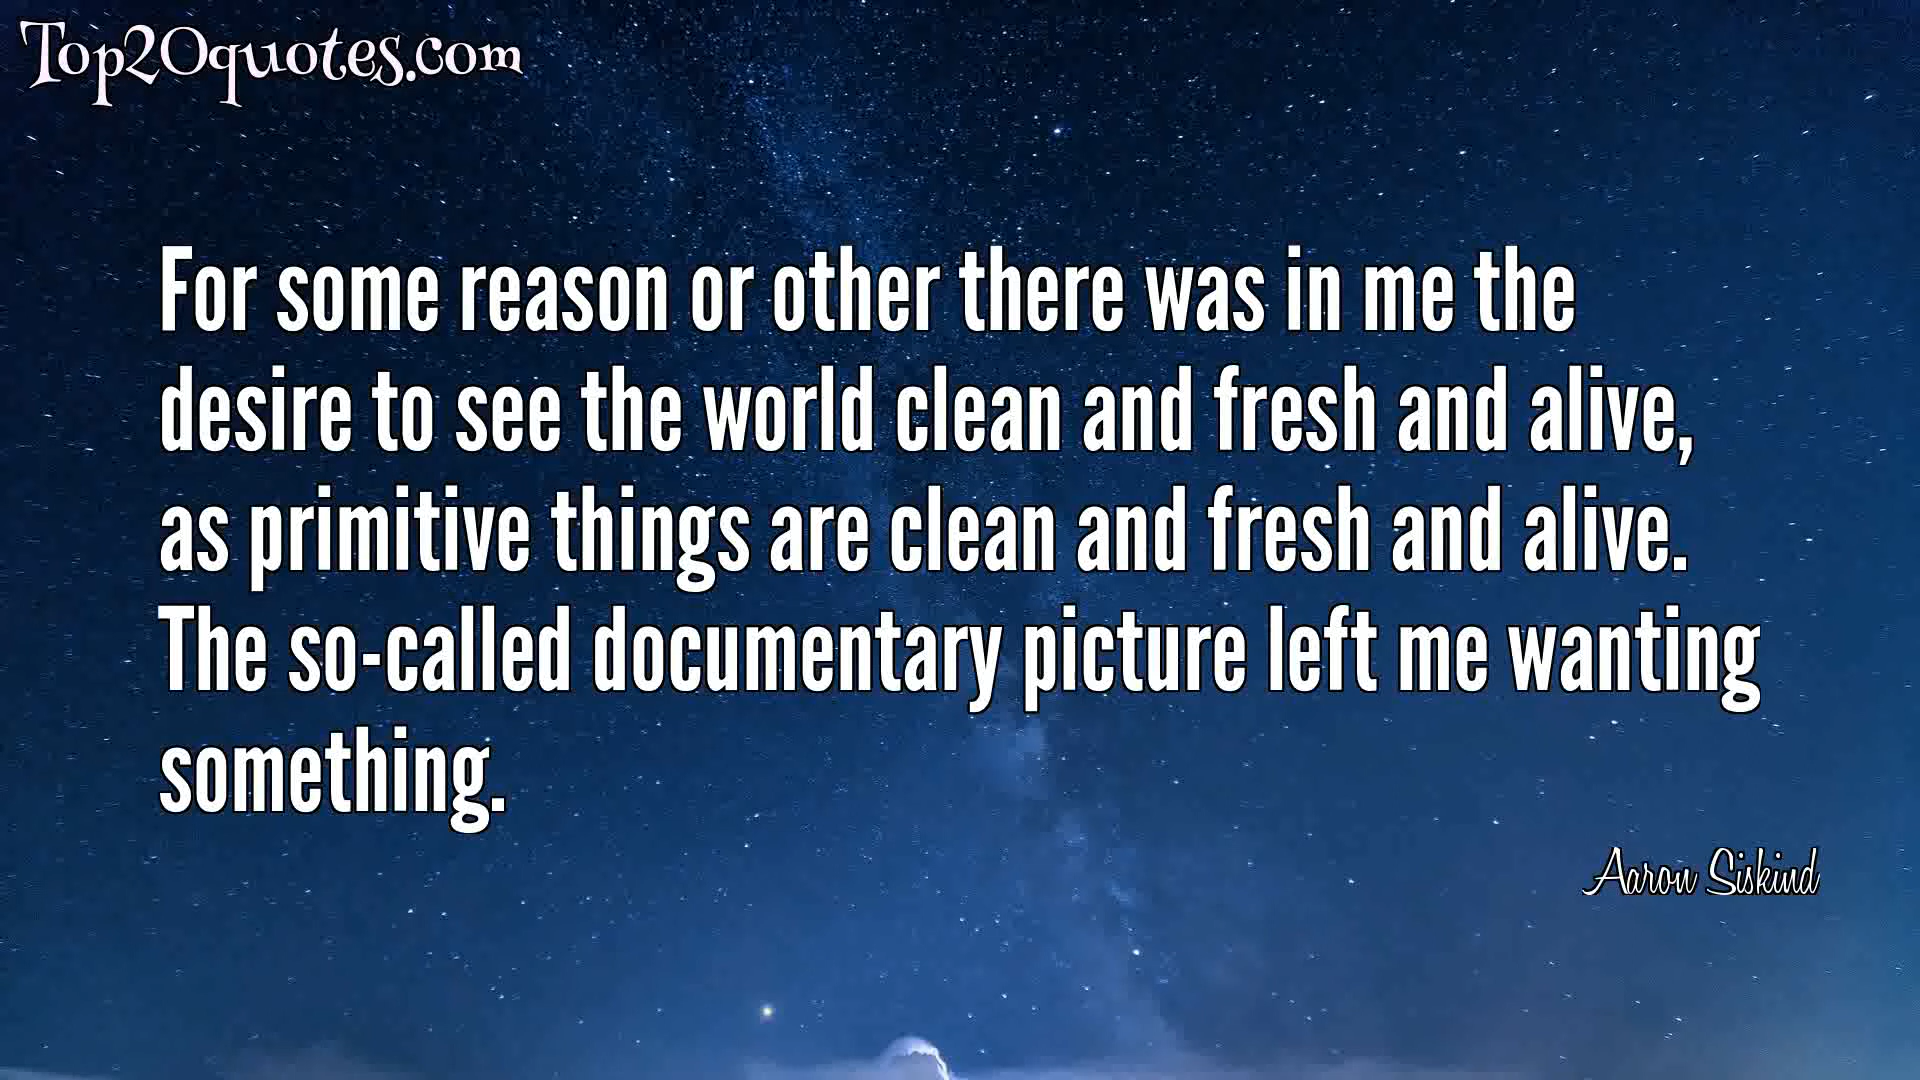 Top20quotes.com
For some reason or other there was in me the
desire to see the world clean and fresh and alive,
as primitive things are clean and fresh and alive.
The so-called documentary picture left me wanting
something.
Aaron Siskind